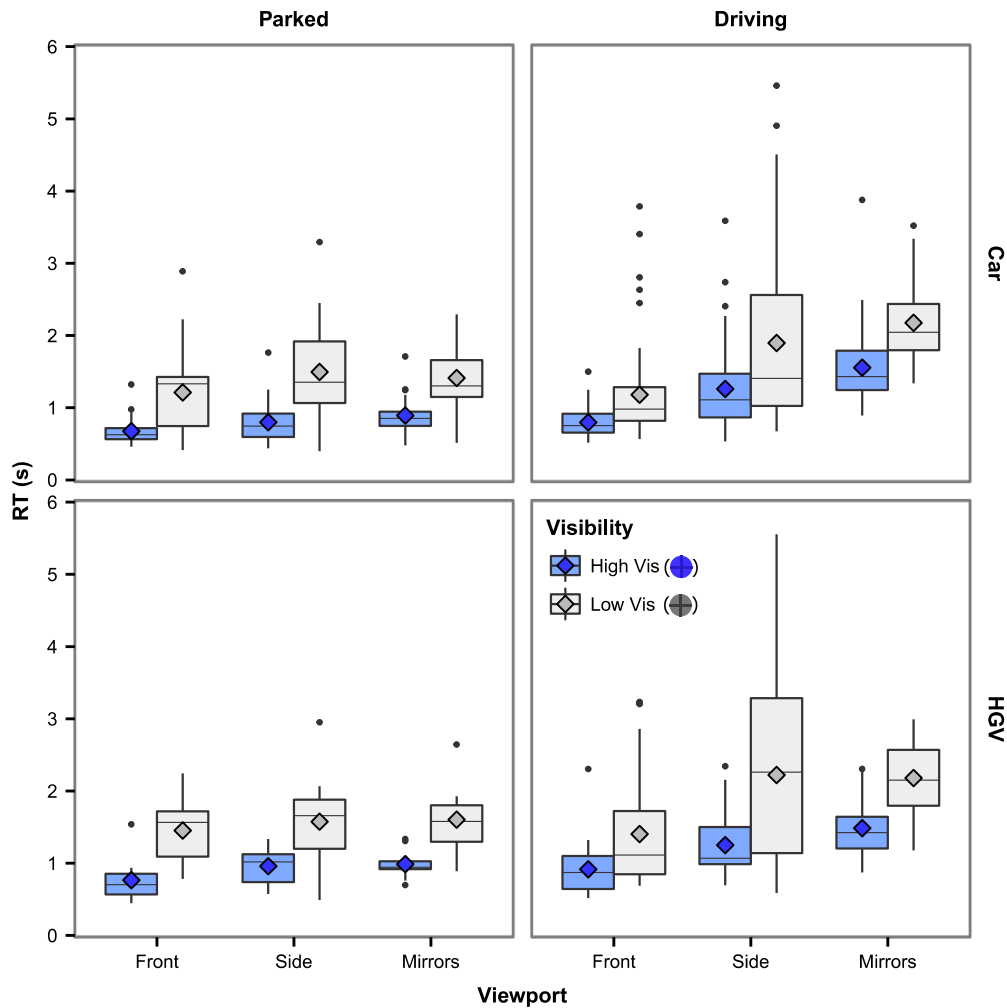 Parked
Driving
6
5
4
3
2
1
0
Car
RT (s)
6
5
4
3
2
1
0
Visibility
High Vis ( )
Low Vis ( )
HGV
Front
Side
Mirrors
Front
Side
Mirrors
Viewport